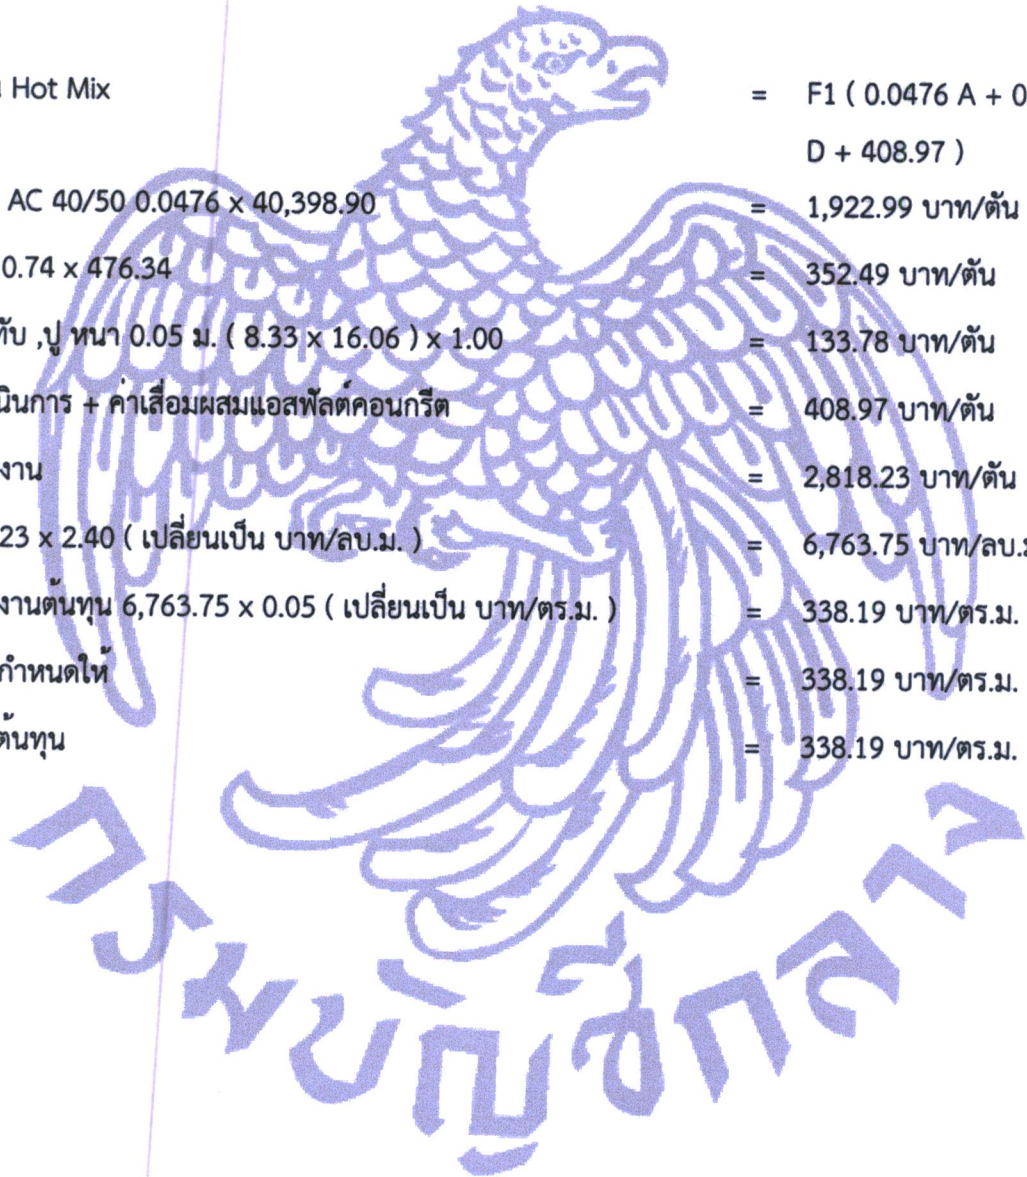 Hot Mix = F1 ( 0.0476 A + 0
D + 408.97 )
AC 40/50 0.0476 x 40,398.90 = 1,922.99 บาท/ตัน
0.74 x 476.34 = 352.49 บาท/ตัน
ทับ ,ปู หนา 0.05 ม. ( 8.33 x 16.06 ) x 1.00 = 133.78 บาท/ตัน
นินการ + ค่าเสื่อมผสมแอสฟัลต์คอนกรีต = 408.97 บาท/ตัน
งาน = 2,818.23 บาท/ตัน
23 x 2.40 ( เปลี่ยนเป็น บาท/ลบ.ม. ) = 6,763.75 บาท/ลบ.ม
งานต้นทุน 6,763.75 x 0.05 ( เปลี่ยนเป็น บาท/ตร.ม. ) = 338.19 บาท/ตร.ม.
กำหนดให้ = 338.19 บาท/ตร.ม.
ต้นทุน = 338.19 บาท/ตร.ม.
กรมบัญชีกลาง